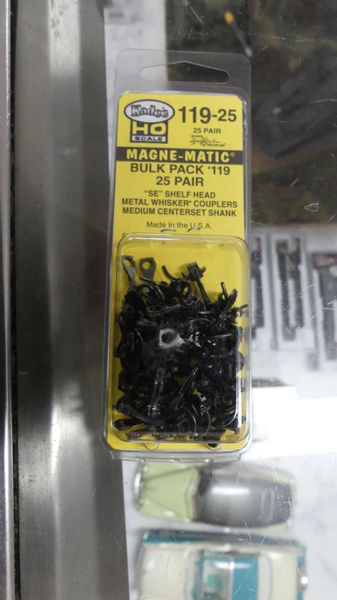 Kadee
HO
SCALE
119-25
25 PAIR
MAGNE-MATIC®
BULK PACK #119
25 PAIR
"SE" SHELF HEAD
METAL WHISKER® COUPLERS
MEDIUM CENTERSET SHANK
Made in the U.S.A.